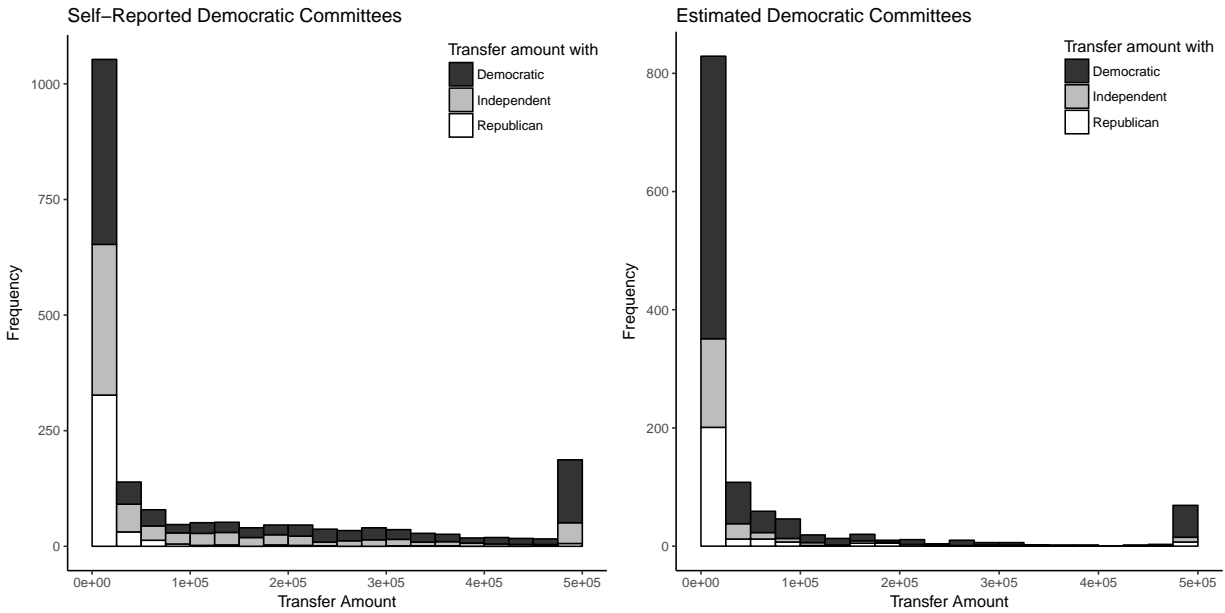 Self−Reported Democratic Committees
Transfer amount with
Democratic
Independent
Republican
1000
750
500
250
0
Frequency
0e+00 1e+05 2e+05 3e+05 4e+05 5e+05
Transfer Amount
Estimated Democratic Committees
Transfer amount with
Democratic
Independent
Republican
800
600
400
200
0
Frequency
0e+00 1e+05 2e+05 3e+05 4e+05 5e+05
Transfer Amount